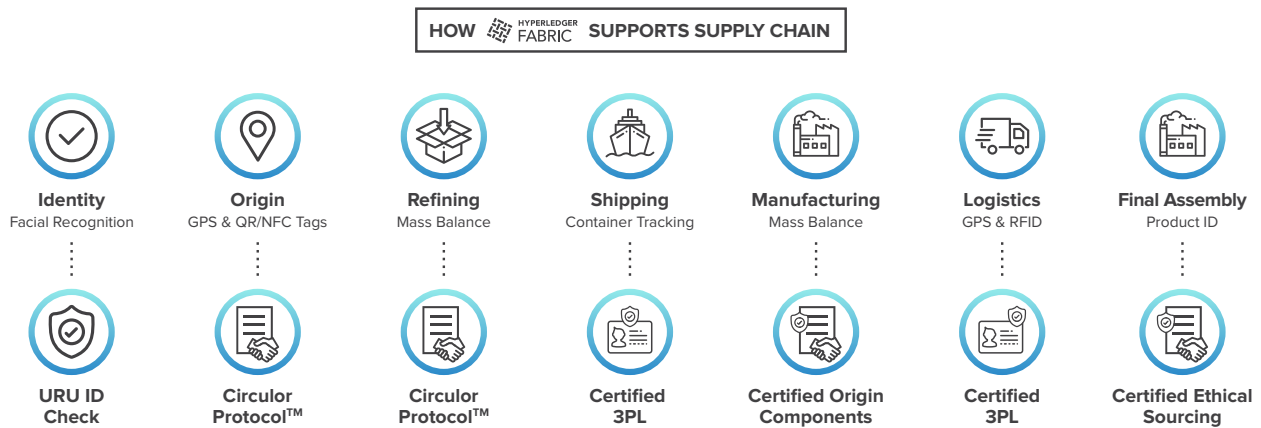 HOW HYPERLEDGER FABRIC SUPPORTS SUPPLY CHAIN
Identity
Facial Recognition
Origin
GPS & QR/NFC Tags
Refining
Mass Balance
Shipping
Container Tracking
Manufacturing
Mass Balance
Logistics
GPS & RFID
Final Assembly
Product ID
URU ID
Check
Circulor
Protocol™
Circulor
Protocol™
Certified
3PL
Certified Origin
Components
Certified
3PL
Certified Ethical
Sourcing